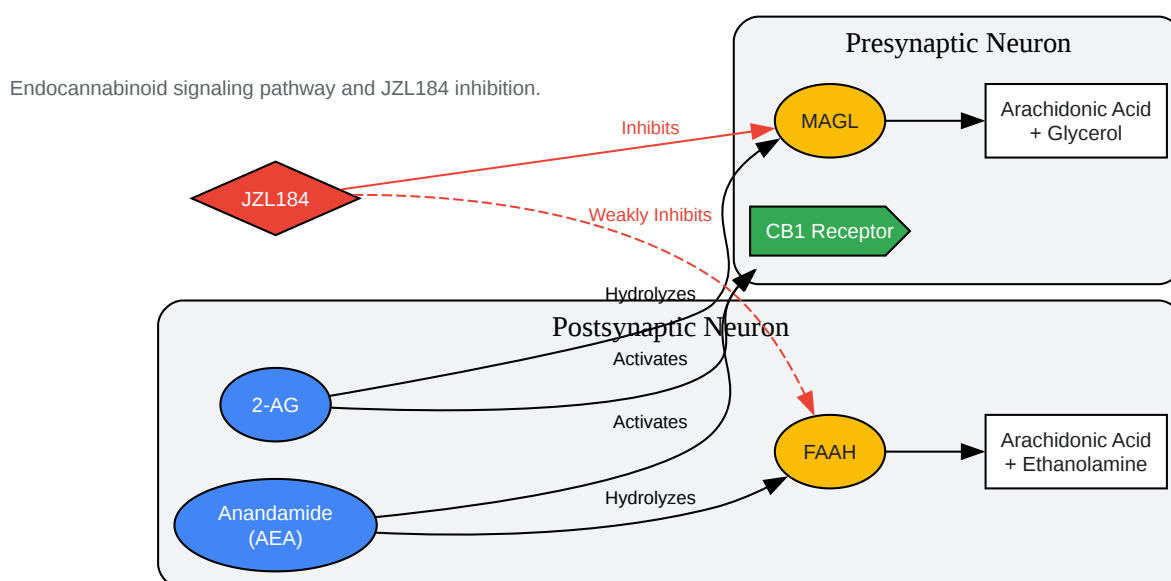 Presynaptic Neuron
Endocannabinoid signaling pathway and JZL184 inhibition.
Inhibits
MAGL
Arachidonic Acid
+ Glycerol
JZL184
Weakly Inhibits
CB1 Receptor
Hydrolyzes
Postsynaptic Neuron
Activates
2-AG
Activates
FAAH
Arachidonic Acid
+ Ethanolamine
Hydrolyzes
Anandamide
(AEA)